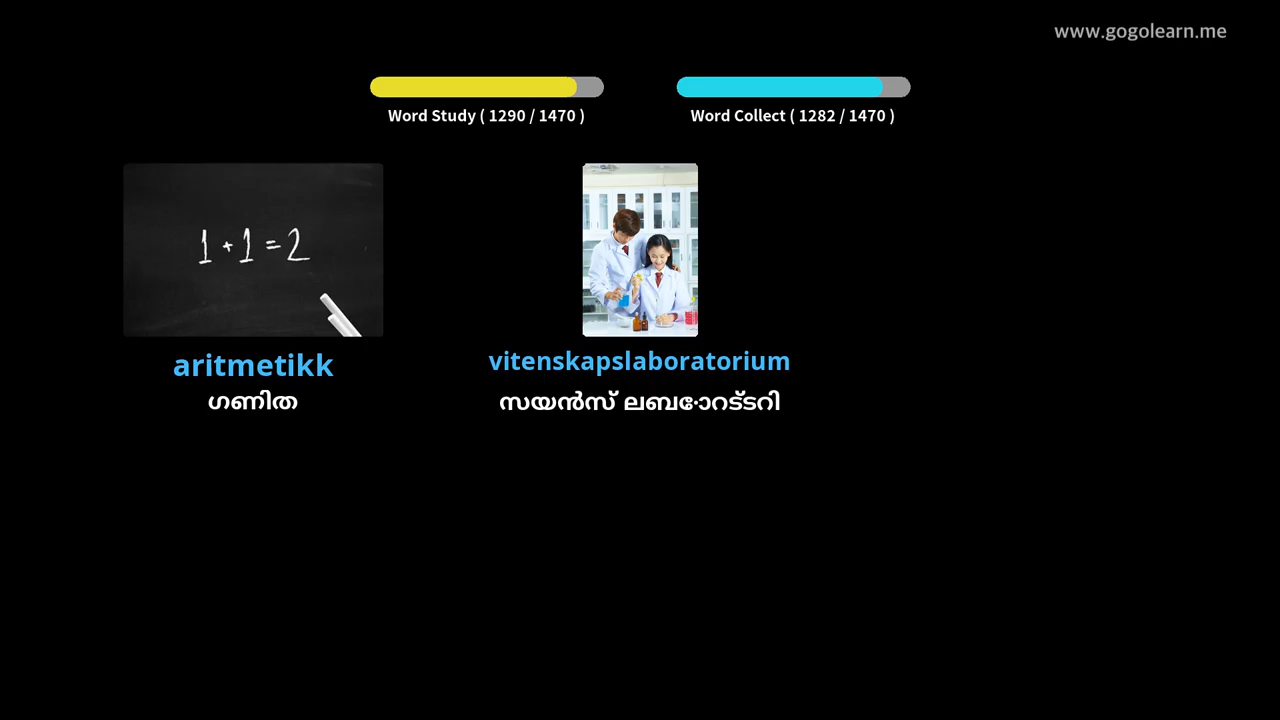 www.gogolearn.me
Word Study ( 1290 / 1470 )
Word Collect ( 1282 / 1470 )
1 + 1 = 2
aritmetikk
ഗണിത
vitenskapslaboratorium
സയൻസ് ലബോറട്ടറി